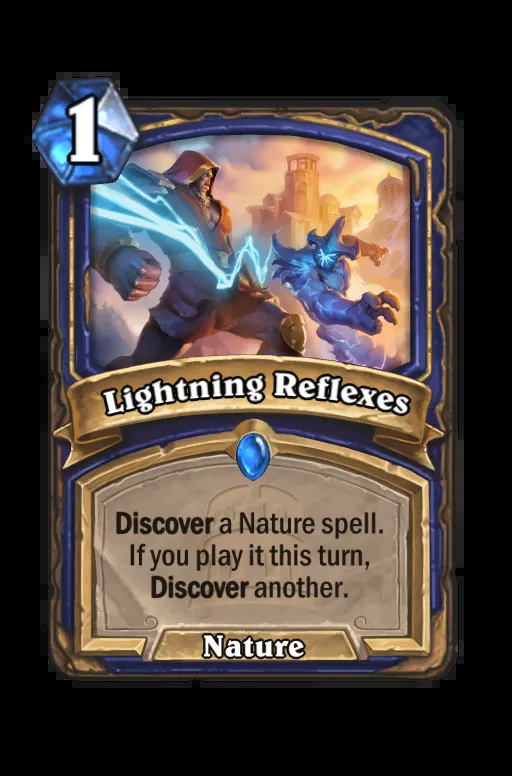 1
Lightning Reflexes
Discover a Nature spell.
If you play it this turn,
Discover another.
Nature